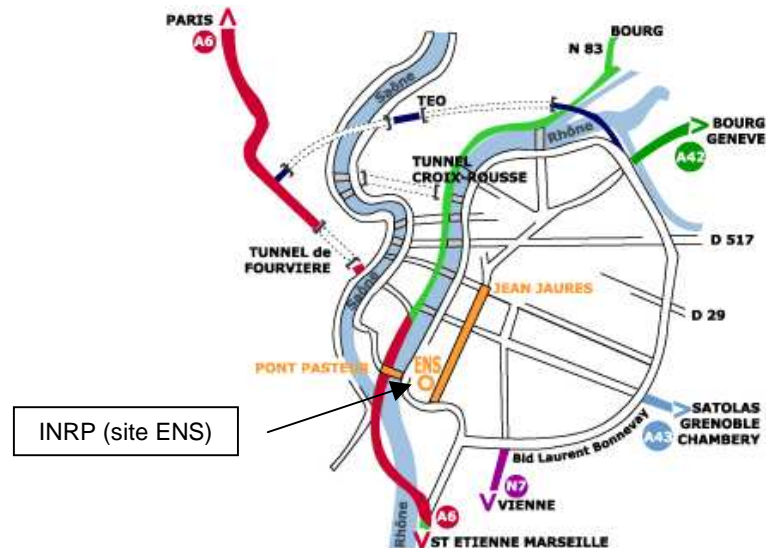 PARIS
A6
BOURG
N 83
Saône
TEO
Rhône
BOURG
GENEVE
A42
TUNNEL
CROIX-ROUSSE
D 517
TUNNEL de
FOURVIERE
Saône
JEAN JAURES
D 29
PONT PASTEUR
ENS
INRP (site ENS)
SATOLAS
GRENOBLE
CHAMBERY
A43
Bld Laurent Bonnevay
N7
VIENNE
A6
Rhône
ST ETIENNE MARSEILLE